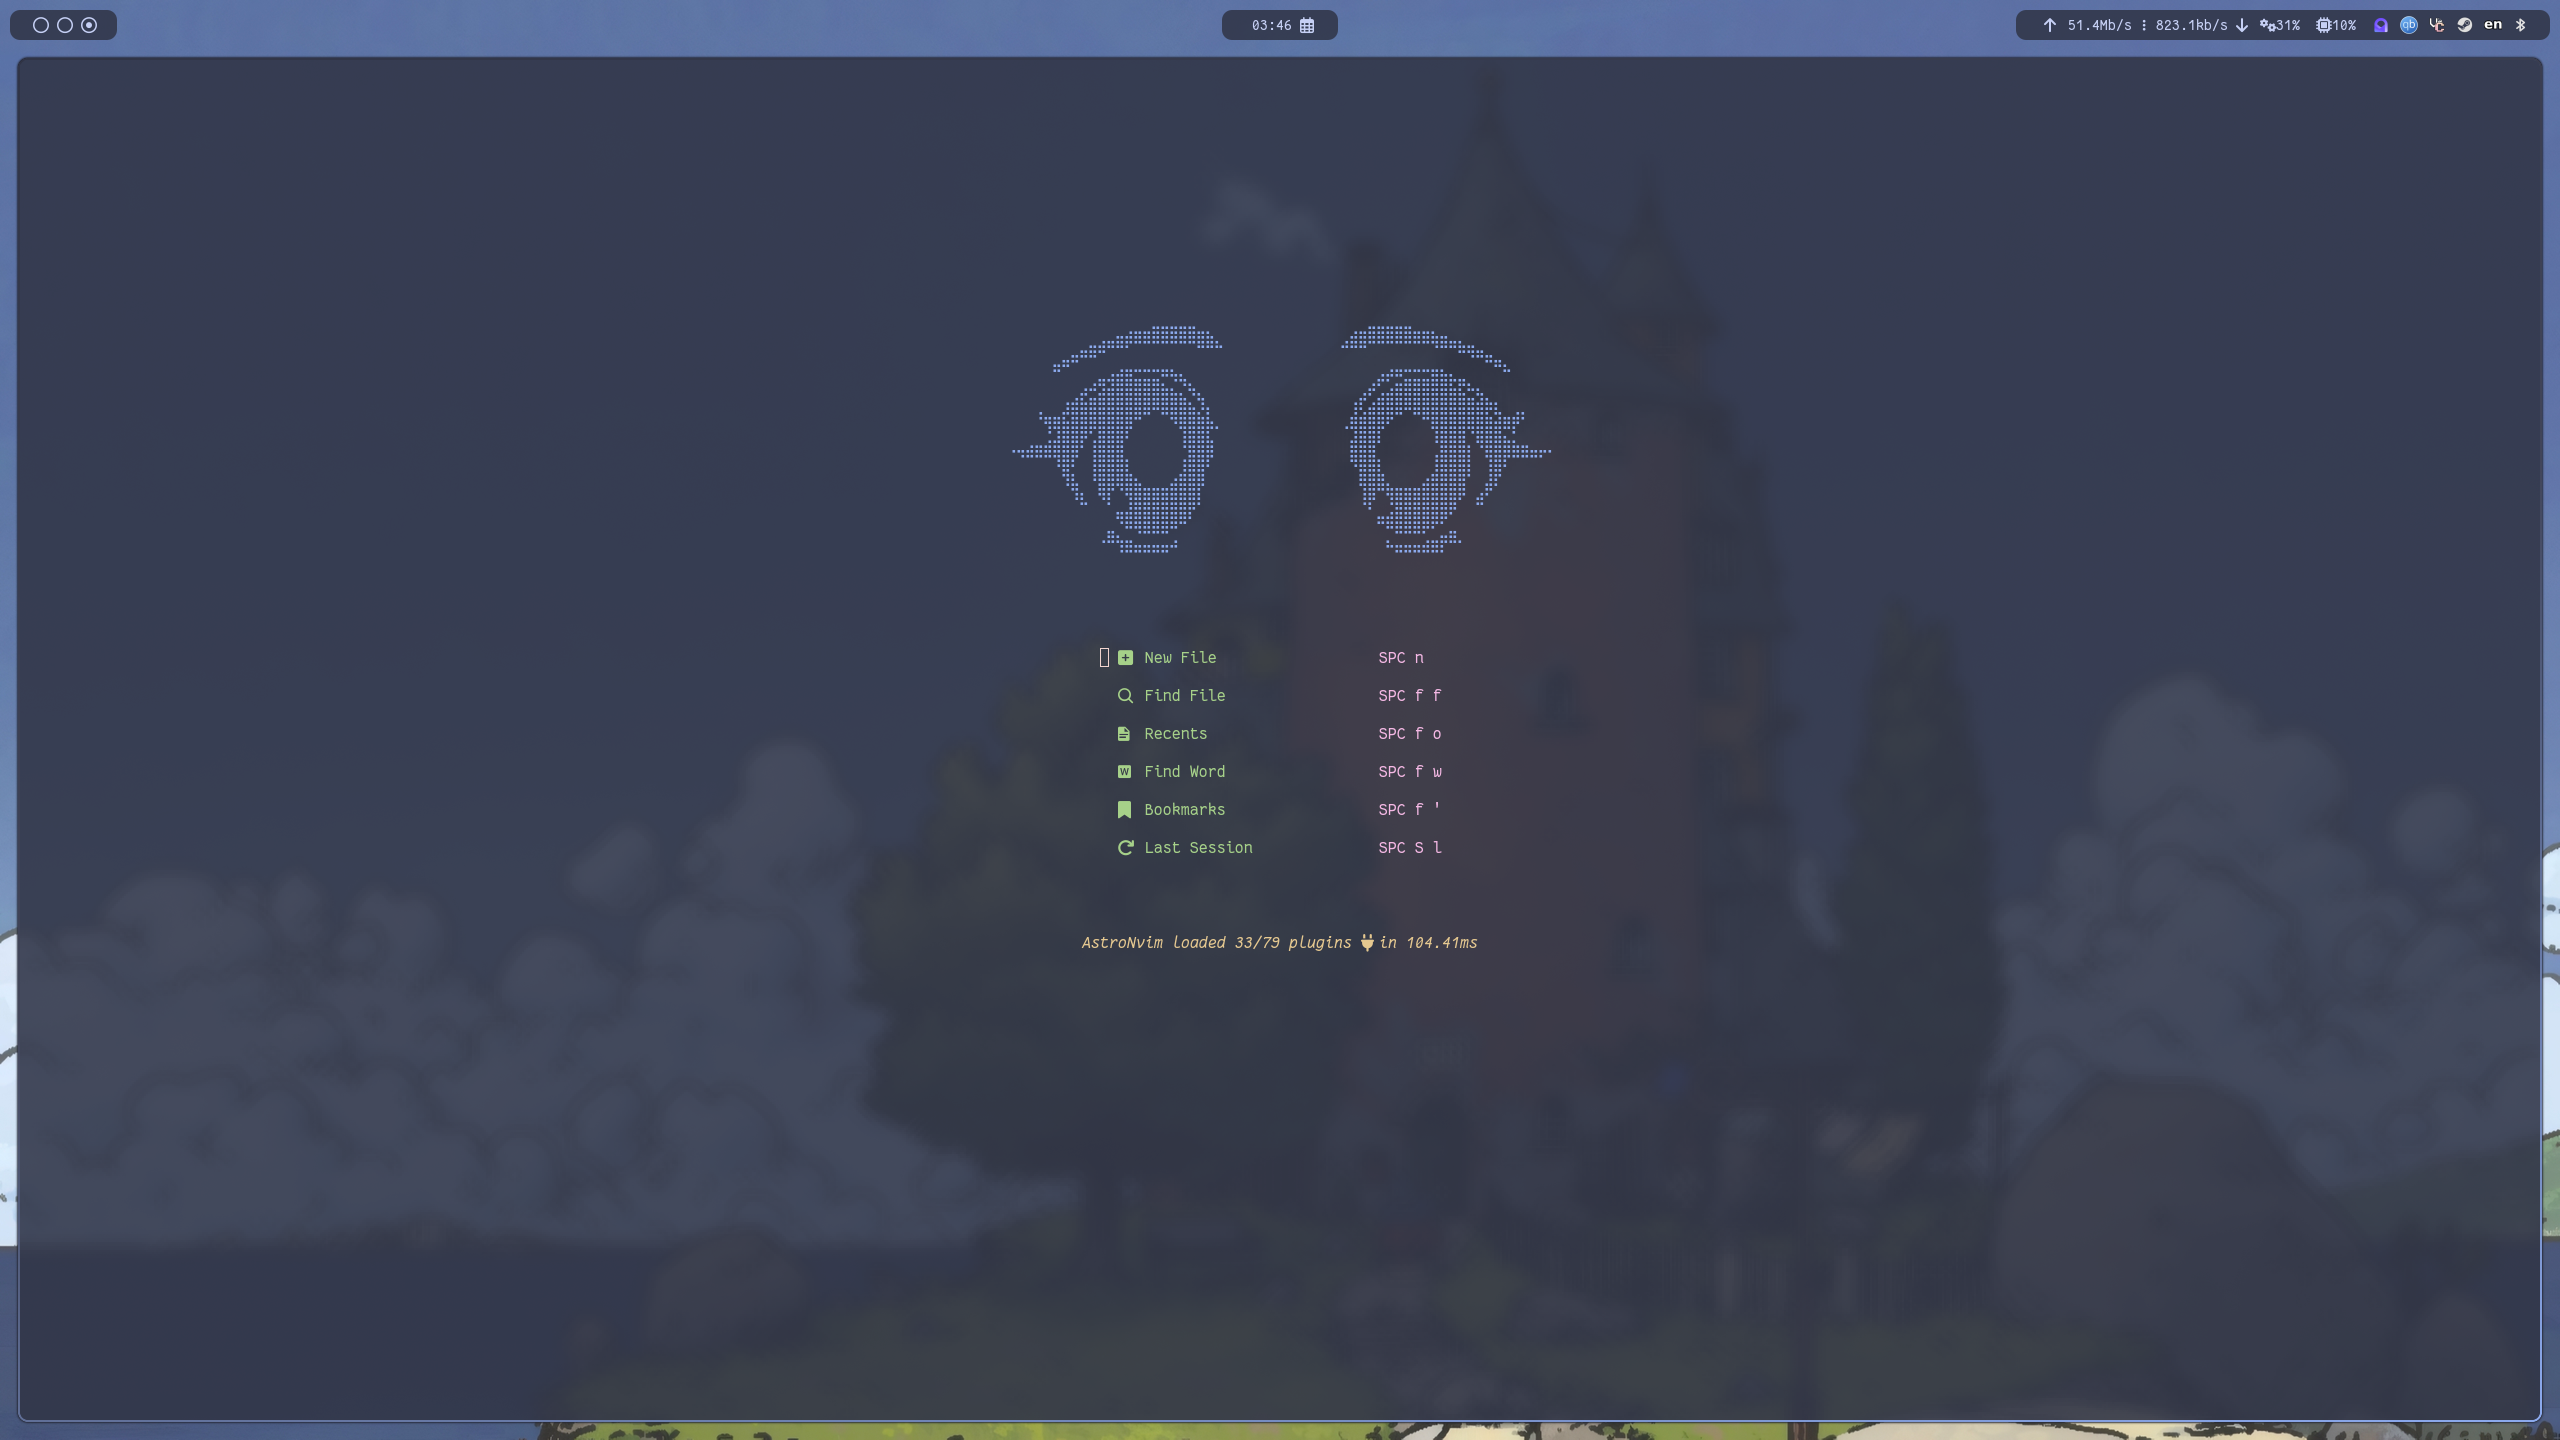 03:46
51.4Mb/s
823.1kb/s
31%
10%
qb
en
New File SPC n
Find File SPC f f
Recents SPC f o
W Find Word SPC f w
Bookmarks SPC f '
Last Session SPC S l
AstroNvim loaded 33/79 plugins in 104.41ms